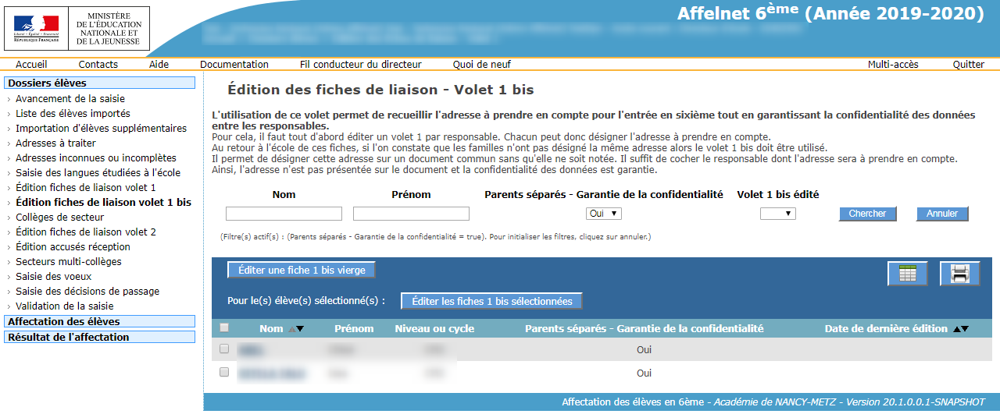 MINISTÈRE
DE L'ÉDUCATION
NATIONALE ET
DE LA JEUNESSE
Liberté • Égalité • Fraternité
RÉPUBLIQUE FRANÇAISE
Affelnet 6ème (Année 2019-2020)
Accueil Contacts Aide Documentation Fil conducteur du directeur Quoi de neuf Multi-accès Quitter
Dossiers élèves
Avancement de la saisie
Liste des élèves importés
Importation d'élèves supplémentaires
Adresses à traiter
Adresses inconnues ou incomplètes
Saisie des langues étudiées à l'école
Édition fiches de liaison volet 1
Édition fiches de liaison volet 1 bis
Collèges de secteur
Édition fiches de liaison volet 2
Édition accusés réception
Secteurs multi-collèges
Saisie des voeux
Saisie des décisions de passage
Validation de la saisie
Affectation des élèves
Résultat de l'affectation
Édition des fiches de liaison - Volet 1 bis
L'utilisation de ce volet permet de recueillir l'adresse à prendre en compte pour l'entrée en sixième tout en garantissant la confidentialité des données
entre les responsables.
Pour cela, il faut tout d'abord éditer un volet 1 par responsable. Chacun peut donc désigner l'adresse à prendre en compte.
Au retour à l'école de ces fiches, si l'on constate que les familles n'ont pas désigné la même adresse alors le volet 1 bis doit être utilisé.
Il permet de désigner cette adresse sur un document commun sans qu'elle ne soit notée. Il suffit de cocher le responsable dont l'adresse sera à prendre en compte.
Ainsi, l'adresse n'est pas présentée sur le document et la confidentialité des données est garantie.
Nom Prénom Parents séparés - Garantie de la confidentialité Volet 1 bis édité
Oui Chercher Annuler
(Filtre(s) actif(s) : (Parents séparés - Garantie de la confidentialité = true). Pour initialiser les filtres, cliquez sur annuler.)
Éditer une fiche 1 bis vierge
Pour le(s) élève(s) sélectionné(s) : Éditer les fiches 1 bis sélectionnées
Nom Prénom Niveau ou cycle Parents séparés - Garantie de la confidentialité Date de dernière édition
Oui
Oui
Affectation des élèves en 6ème - Académie de NANCY-METZ - Version 20.1.0.0.1-SNAPSHOT